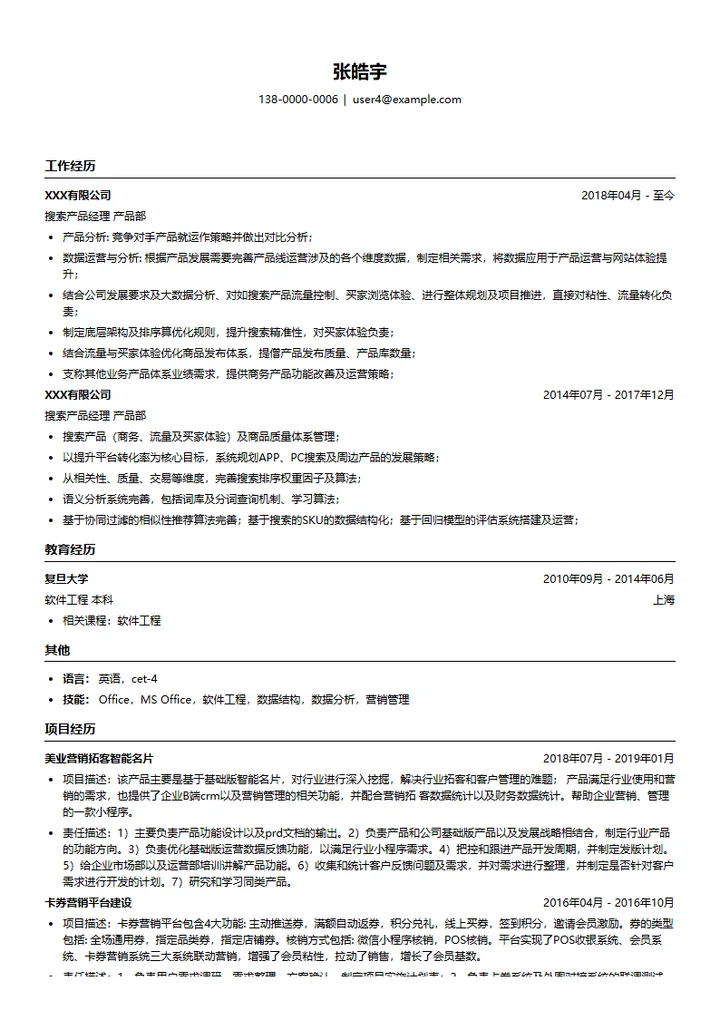 张皓宇
138-0000-0006 | user4@example.com
工作经历
XXX有限公司 2018年04月 - 至今
搜索产品经理 产品部
• 产品分析: 竞争对手产品就运作策略并做出对比分析；
• 数据运营与分析: 根据产品发展需要完善产品线运营涉及的各个维度数据，制定相关需求，将数据应用于产品运营与网站体验提
升；
• 结合公司发展要求及大数据分析、对如搜索产品流量控制、买家浏览体验、进行整体规划及项目推进，直接对粘性、流量转化负
责；
• 制定底层架构及排序算优化规则，提升搜索精准性，对买家体验负责；
• 结合流量与买家体验优化商品发布体系，提僧产品发布质量、产品库数量；
• 支称其他业务产品体系业绩需求，提供商务产品功能改善及运营策略；
XXX有限公司 2014年07月 - 2017年12月
搜索产品经理 产品部
• 搜索产品（商务、流量及买家体验）及商品质量体系管理；
• 以提升平台转化率为核心目标，系统规划APP、PC搜索及周边产品的发展策略；
• 从相关性、质量、交易等维度，完善搜索排序权重因子及算法；
• 语义分析系统完善，包括词库及分词查询机制、学习算法；
• 基于协同过滤的相似性推荐算法完善；基于搜索的SKU的数据结构化；基于回归模型的评估系统搭建及运营；
教育经历
复旦大学 2010年09月 - 2014年06月
软件工程 本科 上海
• 相关课程：软件工程
其他
• 语言： 英语，cet-4
• 技能： Office，MS Office，软件工程，数据结构，数据分析，营销管理
项目经历
美业营销拓客智能名片 2018年07月 - 2019年01月
• 项目描述：该产品主要是基于基础版智能名片，对行业进行深入挖掘，解决行业拓客和客户管理的难题； 产品满足行业使用和营
销的需求，也提供了企业B端crm以及营销管理的相关功能，并配合营销拓 客数据统计以及财务数据统计。帮助企业营销、管理
的一款小程序。
• 责任描述：1）主要负责产品功能设计以及prd文档的输出。2）负责产品和公司基础版产品以及发展战略相结合，制定行业产品
的功能方向。3）负责优化基础版运营数据反馈功能，以满足行业小程序需求。4）把控和跟进产品开发周期，并制定发版计划。
5）给企业市场部以及运营部培训讲解产品功能。6）收集和统计客户反馈问题及需求，并对需求进行整理，并制定是否针对客户
需求进行开发的计划。7）研究和学习同类产品。
卡券营销平台建设 2016年04月 - 2016年10月
• 项目描述：卡券营销平台包含4大功能: 主动推送券，满额自动返券，积分兑礼，线上买券，签到积分，邀请会员激励。券的类型
包括: 全场通用券，指定品类券，指定店铺券。核销方式包括: 微信小程序核销，POS核销。平台实现了POS收银系统、会员系
统、卡券营销系统三大系统联动营销，增强了会员粘性，拉动了销售，增长了会员基数。